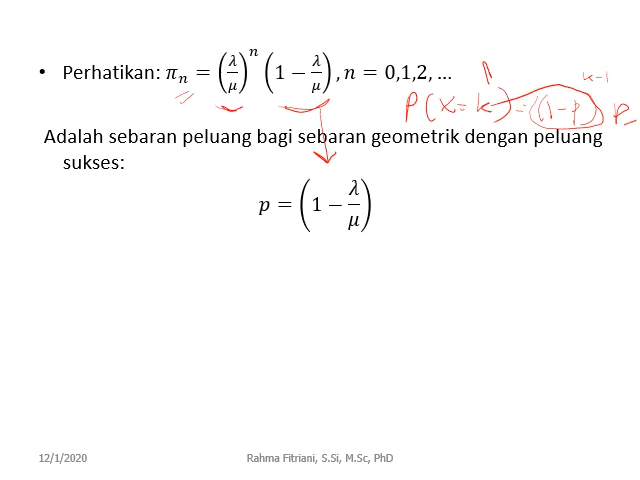 • Perhatikan: πₙ = (λ/μ)ⁿ (1 − λ/μ), n = 0,1,2, …
P(X=k) = (1-p)^{k-1} p
Adalah sebaran peluang bagi sebaran geometrik dengan peluang
sukses:
p = (1 − λ/μ)
12/1/2020 Rahma Fitriani, S.Si, M.Sc, PhD